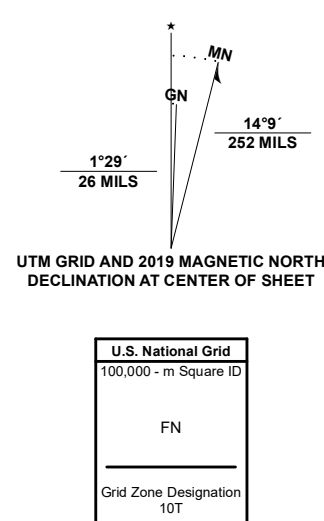 ★
MN
GN
14°9´
252 MILS
1°29´
26 MILS
UTM GRID AND 2019 MAGNETIC NORTH
DECLINATION AT CENTER OF SHEET
U.S. National Grid
100,000 - m Square ID
FN
Grid Zone Designation
10T